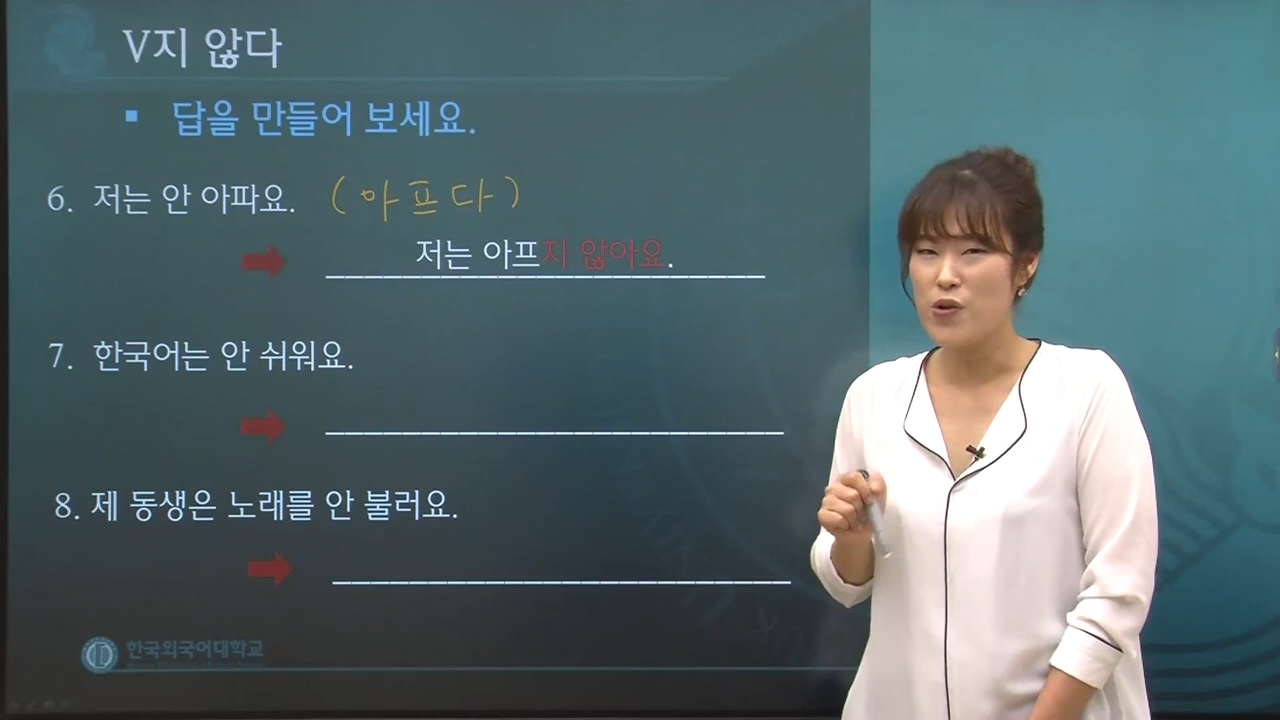 V지 않다
▪ 답을 만들어 보세요.
6. 저는 안 아파요. (아프다)
저는 아프지 않아요.
7. 한국어는 안 쉬워요.
8. 제 동생은 노래를 안 불러요.
한국외국어대학교